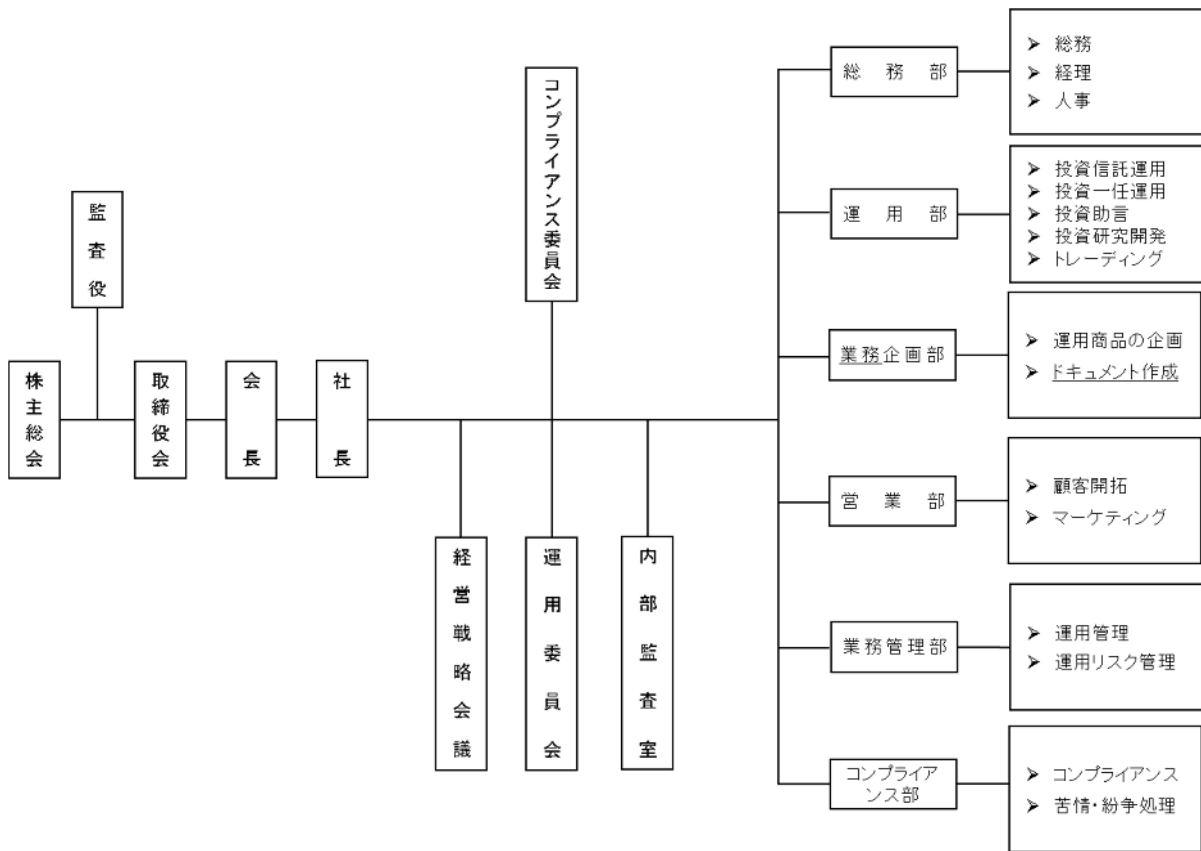 株主総会
監査役
取締役会
会長
社長
コンプライアンス委員会
経営戦略会議
運用委員会
内部監査室
総務部
➢ 総務
➢ 経理
➢ 人事
運用部
➢ 投資信託運用
➢ 投資一任運用
➢ 投資助言
➢ 投資研究開発
➢ トレーディング
業務企画部
➢ 運用商品の企画
➢ ドキュメント作成
営業部
➢ 顧客開拓
➢ マーケティング
業務管理部
➢ 運用管理
➢ 運用リスク管理
コンプライア
ンス部
➢ コンプライアンス
➢ 苦情・紛争処理